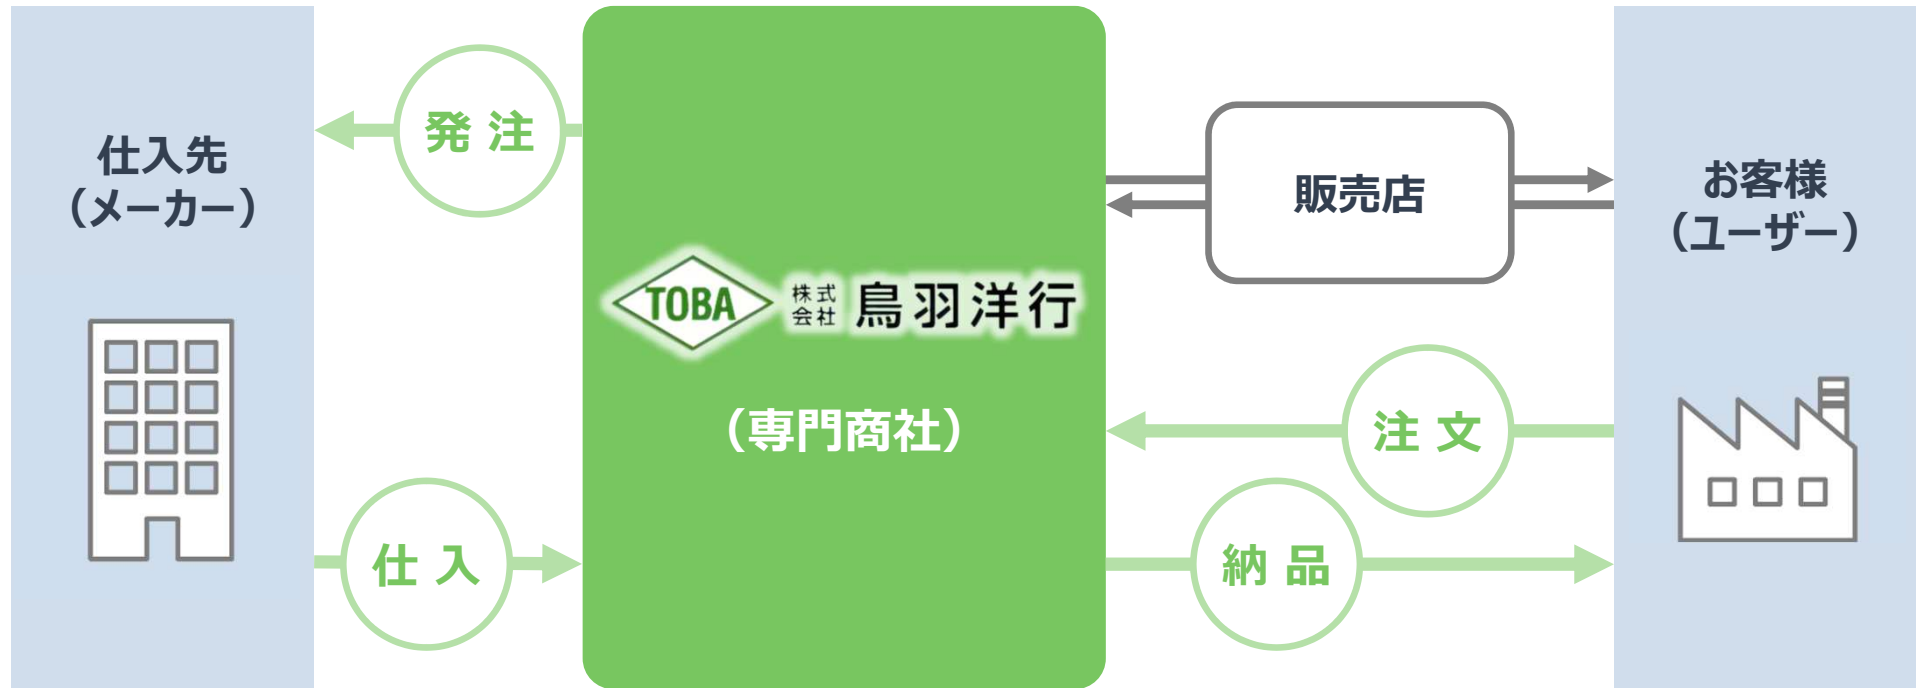 仕入先
（メーカー）
発 注
仕 入
TOBA
株式
会社
鳥羽洋行
（専門商社）
販売店
注 文
納 品
お客様
（ユーザー）